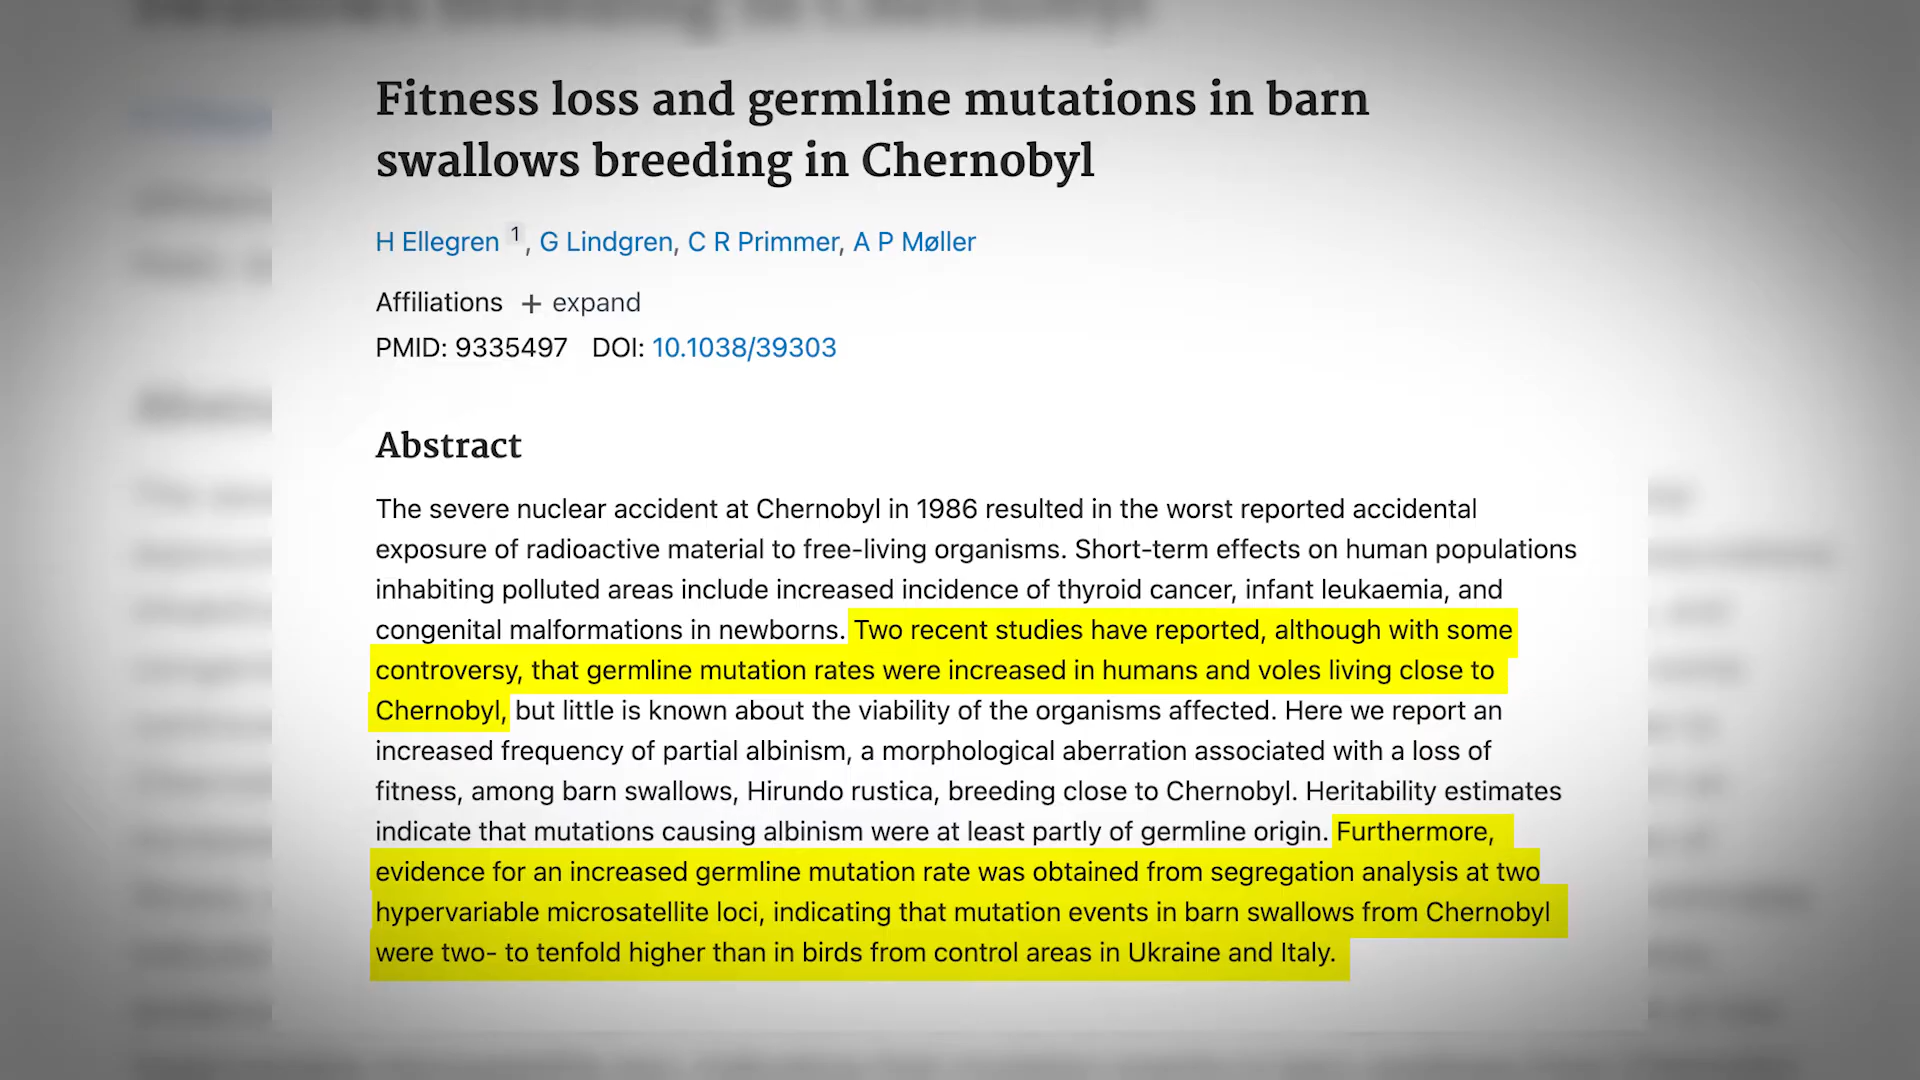 Fitness loss and germline mutations in barn
swallows breeding in Chernobyl
H Ellegren 1, G Lindgren, C R Primmer, A P Møller
Affiliations + expand
PMID: 9335497 DOI: 10.1038/39303
Abstract
The severe nuclear accident at Chernobyl in 1986 resulted in the worst reported accidental
exposure of radioactive material to free-living organisms. Short-term effects on human populations
inhabiting polluted areas include increased incidence of thyroid cancer, infant leukaemia, and
congenital malformations in newborns. Two recent studies have reported, although with some
controversy, that germline mutation rates were increased in humans and voles living close to
Chernobyl, but little is known about the viability of the organisms affected. Here we report an
increased frequency of partial albinism, a morphological aberration associated with a loss of
fitness, among barn swallows, Hirundo rustica, breeding close to Chernobyl. Heritability estimates
indicate that mutations causing albinism were at least partly of germline origin. Furthermore,
evidence for an increased germline mutation rate was obtained from segregation analysis at two
hypervariable microsatellite loci, indicating that mutation events in barn swallows from Chernobyl
were two- to tenfold higher than in birds from control areas in Ukraine and Italy.